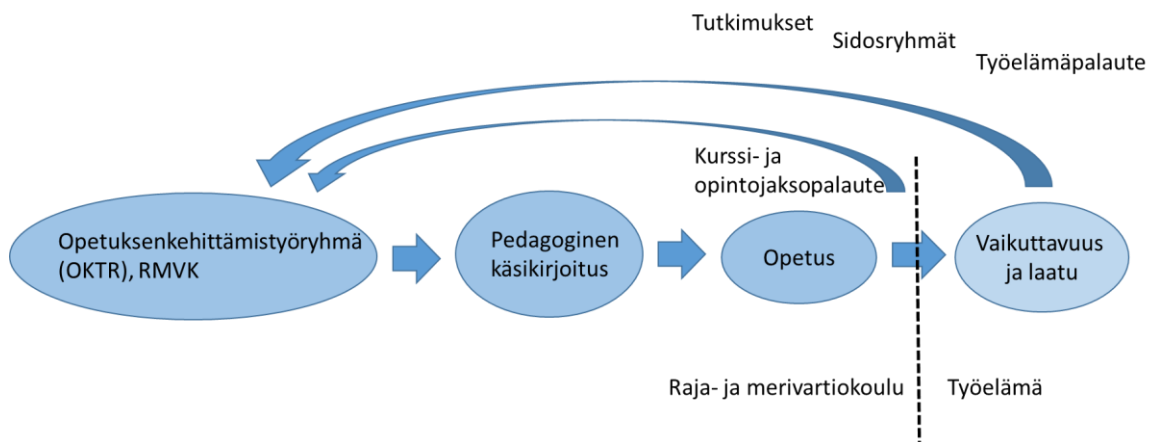 Tutkimukset
Sidosryhmät
Työelämäpalaute
Kurssi- ja
opintojaksopalaute
Opetuksenkehittämistyöryhmä
(OKTR), RMVK
Pedagoginen
käsikirjoitus
Opetus
Vaikuttavuus
ja laatu
Raja- ja merivartiokoulu
Työelämä